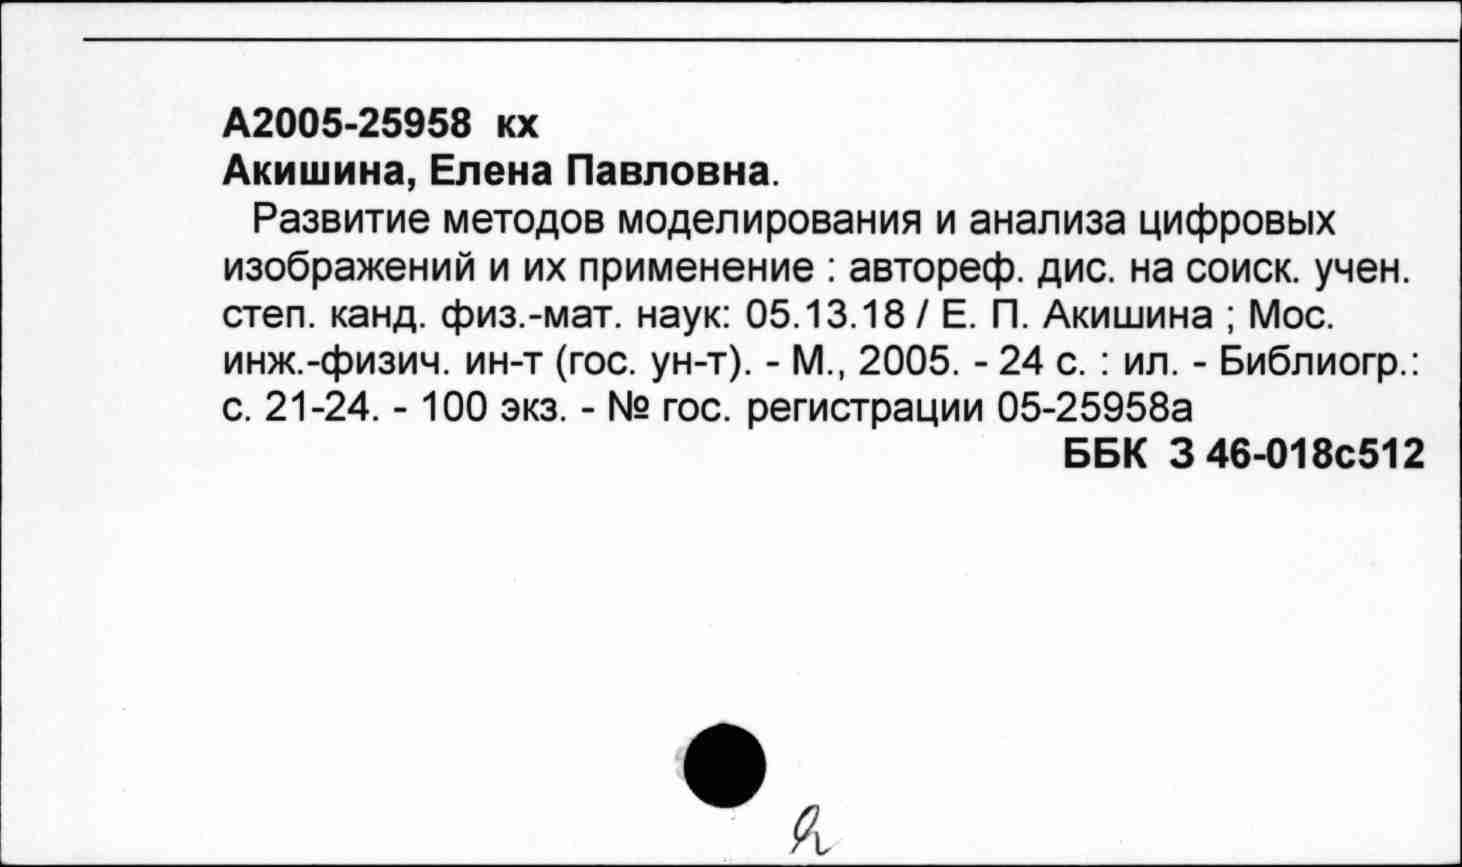 А2005-25958 кх
Акишина, Елена Павловна.
Развитие методов моделирования и анализа цифровых
изображений и их применение : автореф. дис. на соиск. учен.
степ. канд. физ.-мат. наук: 05.13.18 / Е. П. Акишина ; Мос.
инж.-физич. ин-т (гос. ун-т). - М., 2005. - 24 с. : ил. - Библиогр.:
с. 21-24. - 100 экз. - № гос. регистрации 05-25958а
ББК З 46-018с512